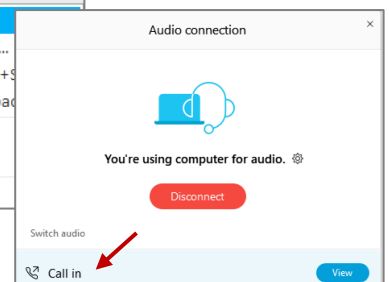 ...
+S
Audio connection
You're using computer for audio.
Disconnect
Switch audio
Call in
View